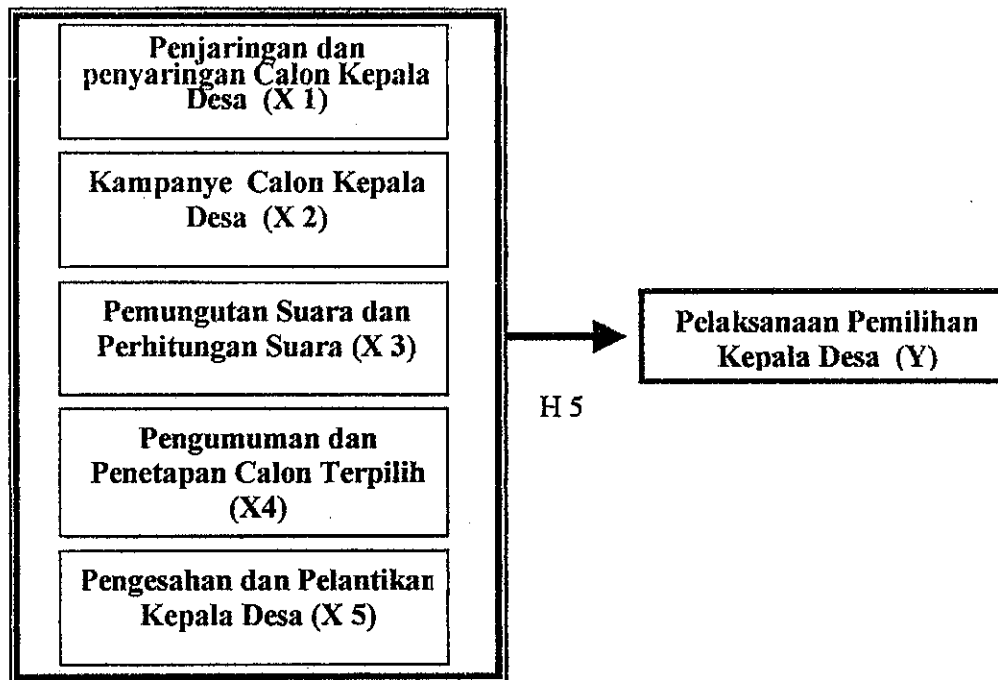 Penjaringan dan
penyaringan Calon Kepala
Desa (X 1)
Kampanye Calon Kepala
Desa (X 2)
Pemungutan Suara dan
Perhitungan Suara (X 3)
Pengumuman dan
Penetapan Calon Terpilih
(X4)
Pengesahan dan Pelantikan
Kepala Desa (X 5)
H 5
Pelaksanaan Pemilihan
Kepala Desa (Y)